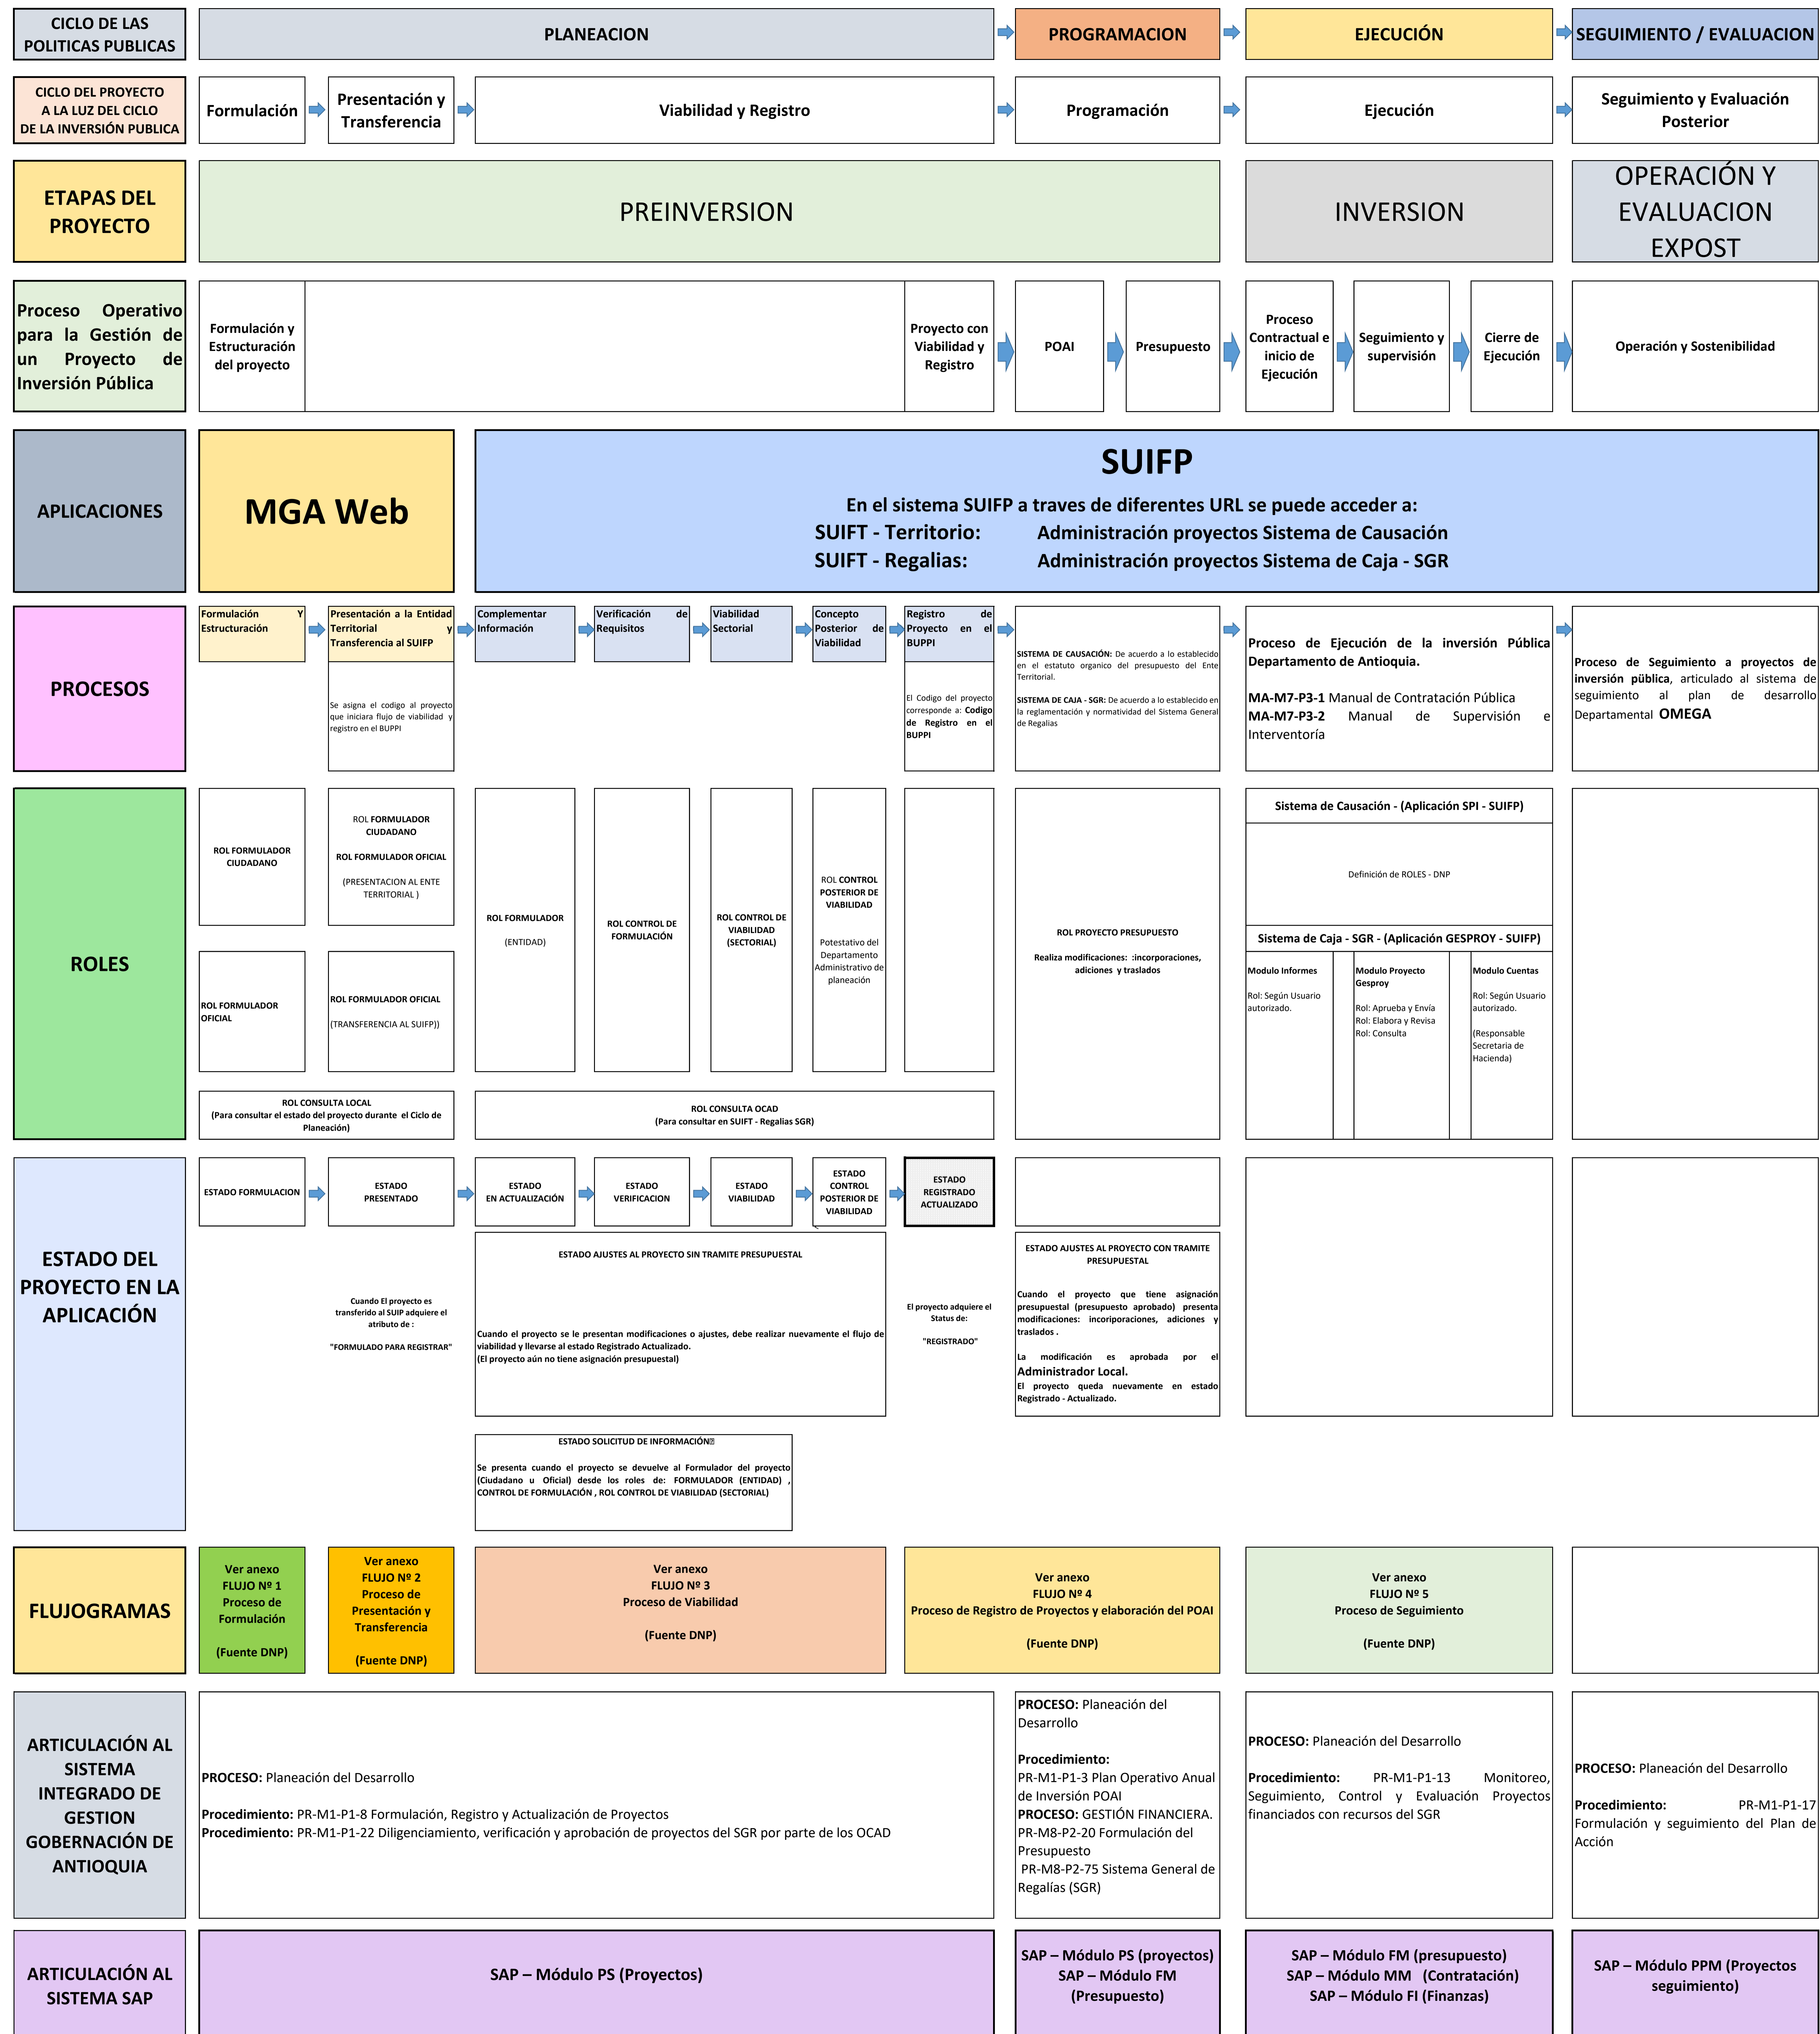 CICLO DE LAS
POLITICAS PUBLICAS
PLANEACION
PROGRAMACION
EJECUCIÓN
SEGUIMIENTO / EVALUACION
CICLO DEL PROYECTO
A LA LUZ DEL CICLO
DE LA INVERSIÓN PUBLICA
Formulación
Presentación y
Transferencia
Viabilidad y Registro
Programación
Ejecución
Seguimiento y Evaluación
Posterior
ETAPAS DEL
PROYECTO
PREINVERSION
INVERSION
OPERACIÓN Y
EVALUACION
EXPOST
Proceso Operativo
para la Gestión de
un Proyecto de
Inversión Pública
Formulación y
Estructuración
del proyecto
Proyecto con
Viabilidad y
Registro
POAI
Presupuesto
Proceso
Contractual e
inicio de
Ejecución
Seguimiento y
supervisión
Cierre de
Ejecución
Operación y Sostenibilidad
APLICACIONES
MGA Web
SUIFP
En el sistema SUIFP a traves de diferentes URL se puede acceder a:
SUIFT - Territorio: Administración proyectos Sistema de Causación
SUIFT - Regalias: Administración proyectos Sistema de Caja - SGR
PROCESOS
Formulación Y
Estructuración
Presentación a la Entidad
Territorial y
Transferencia al SUIFP
Se asigna el codigo al proyecto
que iniciara flujo de viabilidad y
registro en el BUPPI
Complementar
Información
Verificación de
Requisitos
Viabilidad
Sectorial
Concepto
Posterior de
Viabilidad
Registro de
Proyecto en el
BUPPI
El Codigo del proyecto
corresponde a: Codigo
de Registro en el
BUPPI
SISTEMA DE CAUSACIÓN: De acuerdo a lo establecido
en el estatuto organico del presupuesto del Ente
Territorial.
SISTEMA DE CAJA - SGR: De acuerdo a lo establecido en
la reglamentación y normatividad del Sistema General
de Regalias
Proceso de Ejecución de la inversión Pública
Departamento de Antioquia.
MA-M7-P3-1 Manual de Contratación Pública
MA-M7-P3-2 Manual de Supervisión e
Interventoría
Proceso de Seguimiento a proyectos de
inversión püblica, articulado al sistema de
seguimiento al plan de desarrollo
Departamental OMEGA
ROLES
ROL FORMULADOR
CIUDADANO
ROL FORMULADOR
OFICIAL
ROL FORMULADOR
CIUDADANO
ROL FORMULADOR OFICIAL
(PRESENTACION AL ENTE
TERRITORIAL )
ROL FORMULADOR OFICIAL
(TRANSFERENCIA AL SUIFP))
ROL CONSULTA LOCAL
(Para consultar el estado del proyecto durante el Ciclo de
Planeación)
ROL FORMULADOR
(ENTIDAD)
ROL CONTROL DE
FORMULACIÓN
ROL CONTROL DE
VIABILIDAD
(SECTORIAL)
ROL CONTROL
POSTERIOR DE
VIABILIDAD
Potestativo del
Departamento
Administrativo de
planeación
ROL CONSULTA OCAD
(Para consultar en SUIFT - Regalias SGR)
ROL PROYECTO PRESUPUESTO
Realiza modificaciones: :incorporaciones,
adiciones y traslados
Sistema de Causación - (Aplicación SPI - SUIFP)
Definición de ROLES - DNP
Sistema de Caja - SGR - (Aplicación GESPROY - SUIFP)
Modulo Informes
Rol: Según Usuario
autorizado.
Modulo Proyecto
Gesproy
Rol: Aprueba y Envía
Rol: Elabora y Revisa
Rol: Consulta
Modulo Cuentas
Rol: Según Usuario
autorizado.
(Responsable
Secretaria de
Hacienda)
ESTADO DEL
PROYECTO EN LA
APLICACIÓN
ESTADO FORMULACION
ESTADO
PRESENTADO
ESTADO
EN ACTUALIZACIÓN
ESTADO
VERIFICACION
ESTADO
VIABILIDAD
ESTADO
CONTROL
POSTERIOR DE
VIABILIDAD
ESTADO
REGISTRADO
ACTUALIZADO
Cuando El proyecto es
transferido al SUIP adquiere el
atributo de :
"FORMULADO PARA REGISTRAR"
ESTADO AJUSTES AL PROYECTO SIN TRAMITE PRESUPUESTAL
Cuando el proyecto se le presentan modificaciones o ajustes, debe realizar nuevamente el flujo de
viabilidad y llevarse al estado Registrado Actualizado.
(El proyecto aún no tiene asignación presupuestal)
El proyecto adquiere el
Status de:
"REGISTRADO"
ESTADO AJUSTES AL PROYECTO CON TRAMITE
PRESUPUESTAL
Cuando el proyecto que tiene asignación
presupuestal (presupuesto aprobado) presenta
modificaciones: incoriporaciones, adiciones y
traslados .
La modificación es aprobada por el
Administrador Local.
El proyecto queda nuevamente en estado
Registrado - Actualizado.
ESTADO SOLICITUD DE INFORMACIÓN
Se presenta cuando el proyecto se devuelve al Formulador del proyecto
(Ciudadano u Oficial) desde los roles de: FORMULADOR (ENTIDAD) ,
CONTROL DE FORMULACIÓN , ROL CONTROL DE VIABILIDAD (SECTORIAL)
FLUJOGRAMAS
Ver anexo
FLUJO Nº 1
Proceso de
Formulación
(Fuente DNP)
Ver anexo
FLUJO Nº 2
Proceso de
Presentación y
Transferencia
(Fuente DNP)
Ver anexo
FLUJO Nº 3
Proceso de Viabilidad
(Fuente DNP)
Ver anexo
FLUJO Nº 4
Proceso de Registro de Proyectos y elaboración del POAI
(Fuente DNP)
Ver anexo
FLUJO Nº 5
Proceso de Seguimiento
(Fuente DNP)
ARTICULACIÓN AL
SISTEMA
INTEGRADO DE
GESTION
GOBERNACIÓN DE
ANTIOQUIA
PROCESO: Planeación del Desarrollo
Procedimiento: PR-M1-P1-8 Formulación, Registro y Actualización de Proyectos
Procedimiento: PR-M1-P1-22 Diligenciamiento, verificación y aprobación de proyectos del SGR por parte de los OCAD
PROCESO: Planeación del
Desarrollo
Procedimiento:
PR-M1-P1-3 Plan Operativo Anual
de Inversión POAI
PROCESO: GESTIÓN FINANCIERA.
PR-M8-P2-20 Formulación del
Presupuesto
PR-M8-P2-75 Sistema General de
Regalías (SGR)
PROCESO: Planeación del Desarrollo
Procedimiento: PR-M1-P1-13 Monitoreo,
Seguimiento, Control y Evaluación Proyectos
financiados con recursos del SGR
PROCESO: Planeación del Desarrollo
Procedimiento: PR-M1-P1-17
Formulación y seguimiento del Plan de
Acción
ARTICULACIÓN AL
SISTEMA SAP
SAP – Módulo PS (Proyectos)
SAP – Módulo PS (proyectos)
SAP – Módulo FM
(Presupuesto)
SAP – Módulo FM (presupuesto)
SAP – Módulo MM (Contratación)
SAP – Módulo FI (Finanzas)
SAP – Módulo PPM (Proyectos
seguimiento)